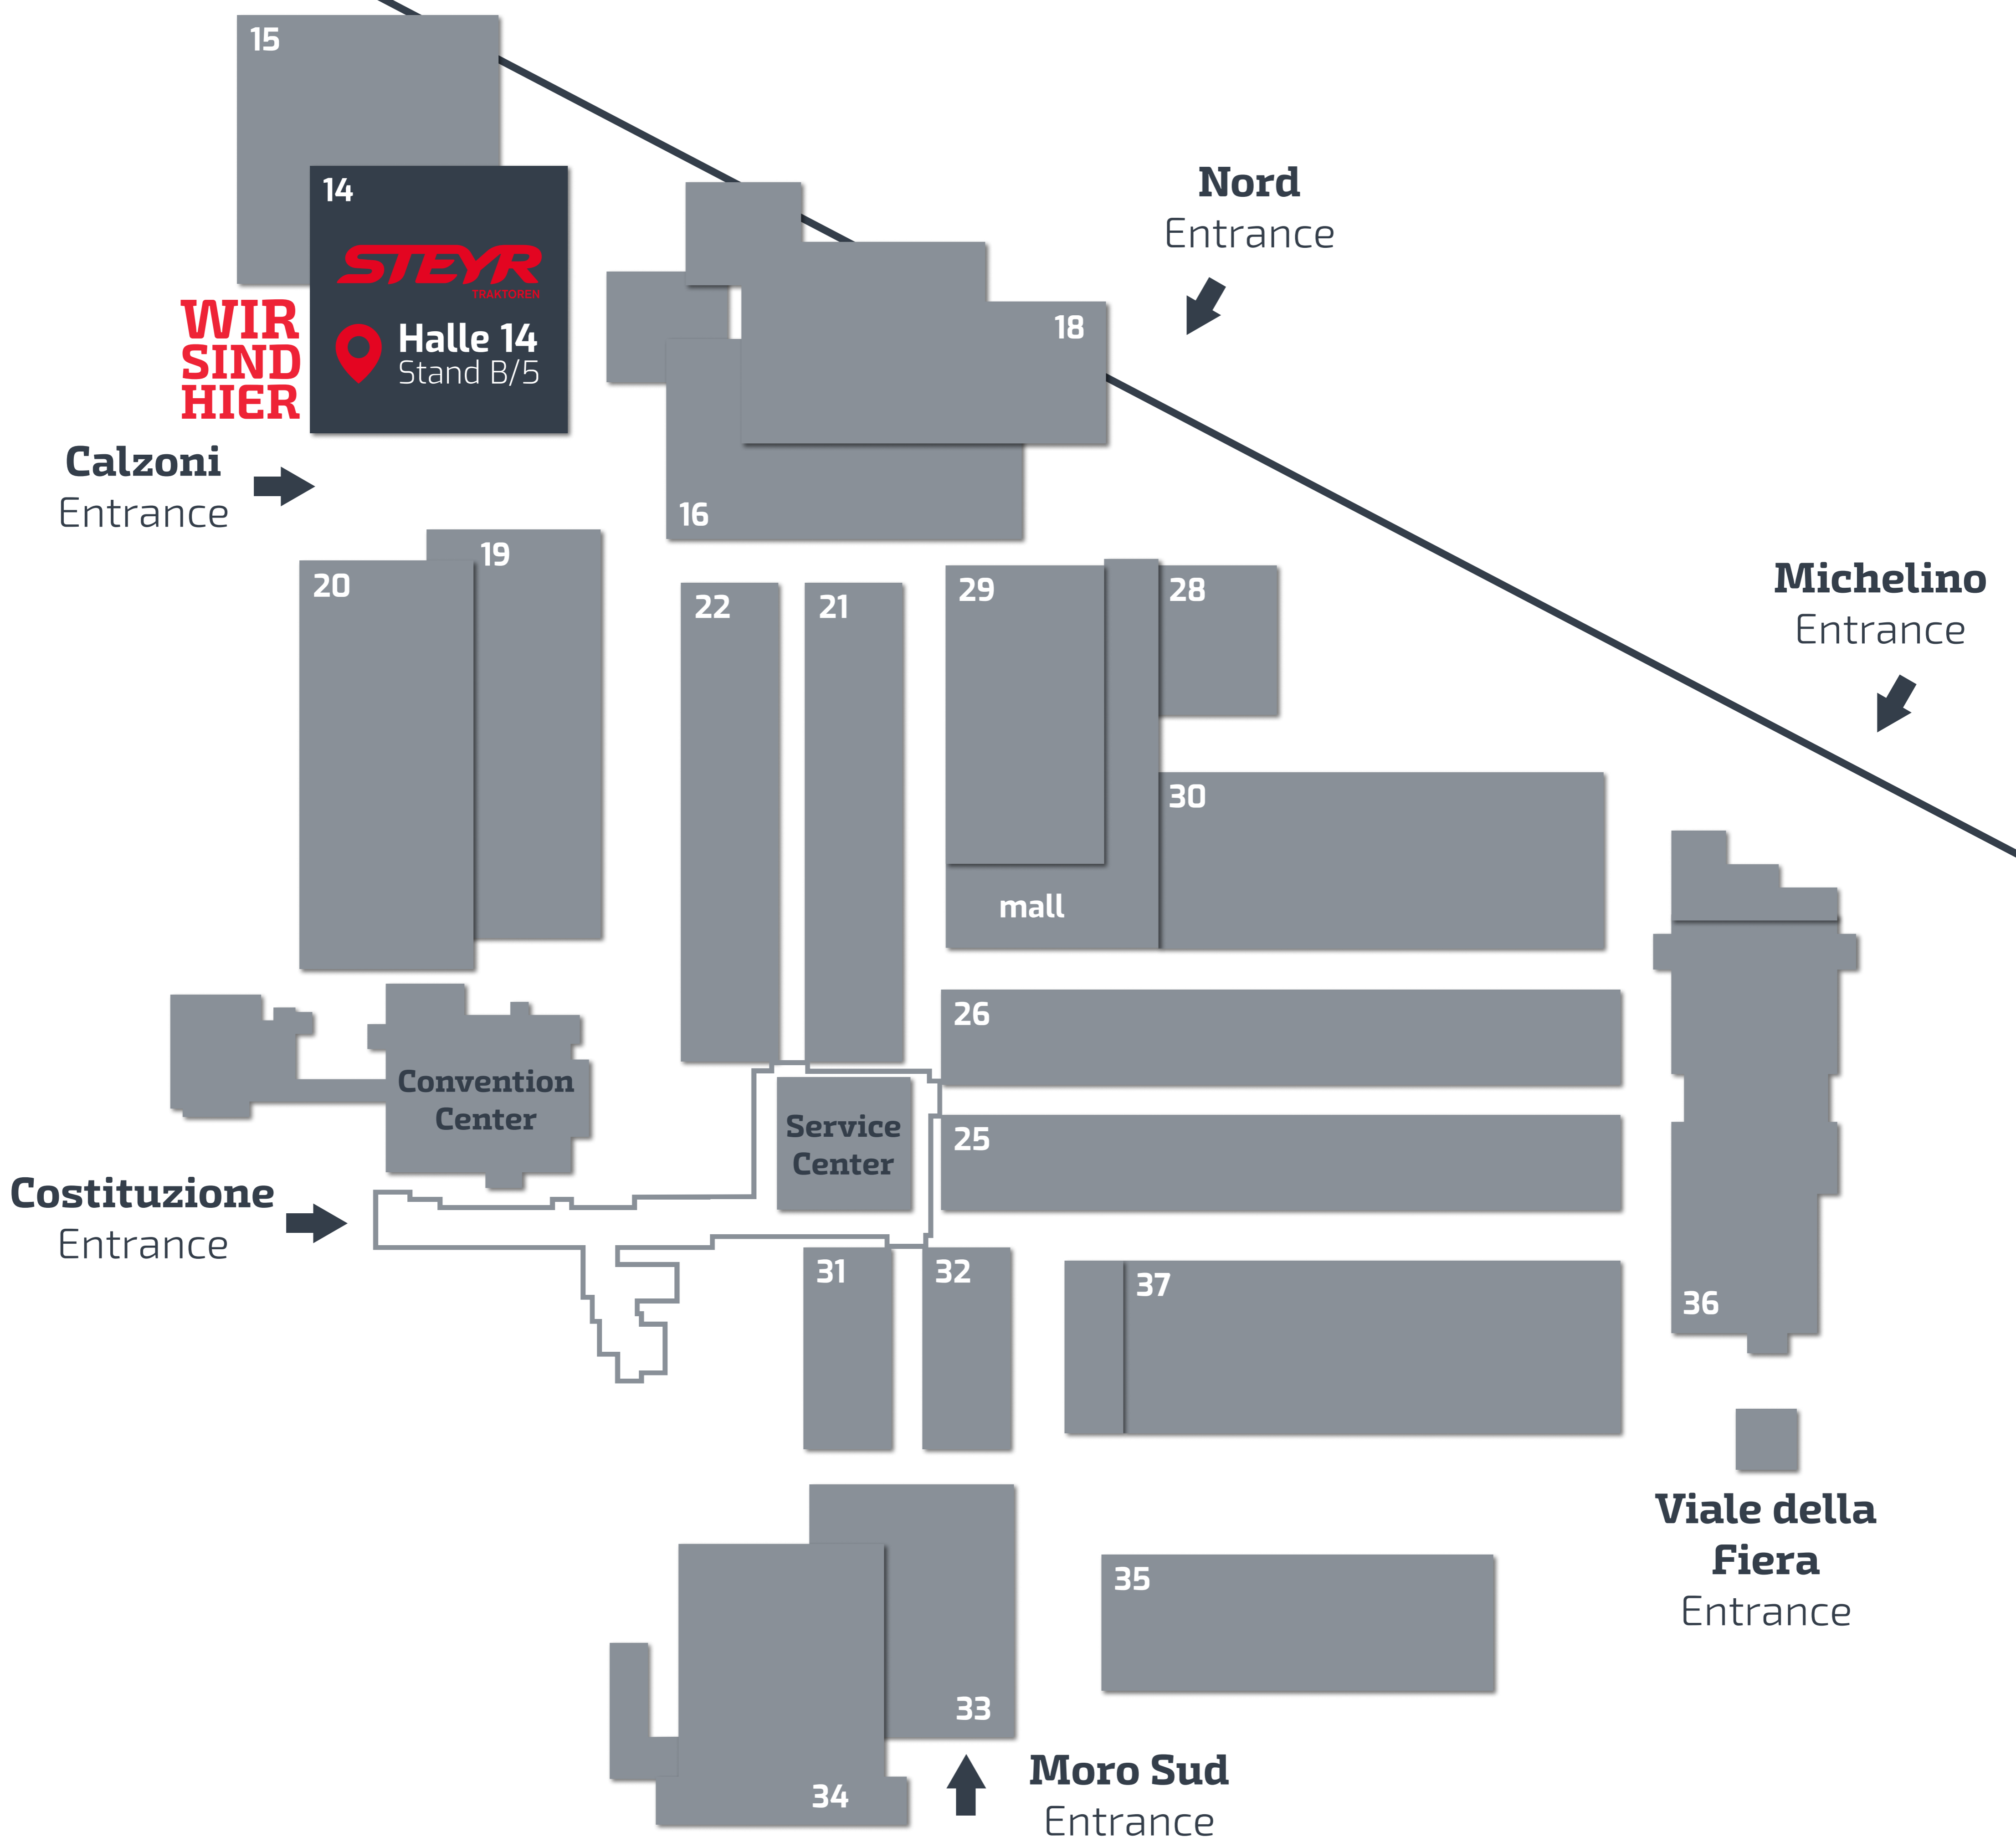 15
14
STEYR
TRAKTOREN
Halle 14
Stand B/5
WIR
SIND
HIER
Nord
Entrance
18
16
Calzoni
Entrance
19
20
22
21
29
28
Michelino
Entrance
30
mall
26
Convention
Center
Service
Center
25
Costituzione
Entrance
31
32
37
36
Viale della
Fiera
Entrance
35
33
34
Moro Sud
Entrance